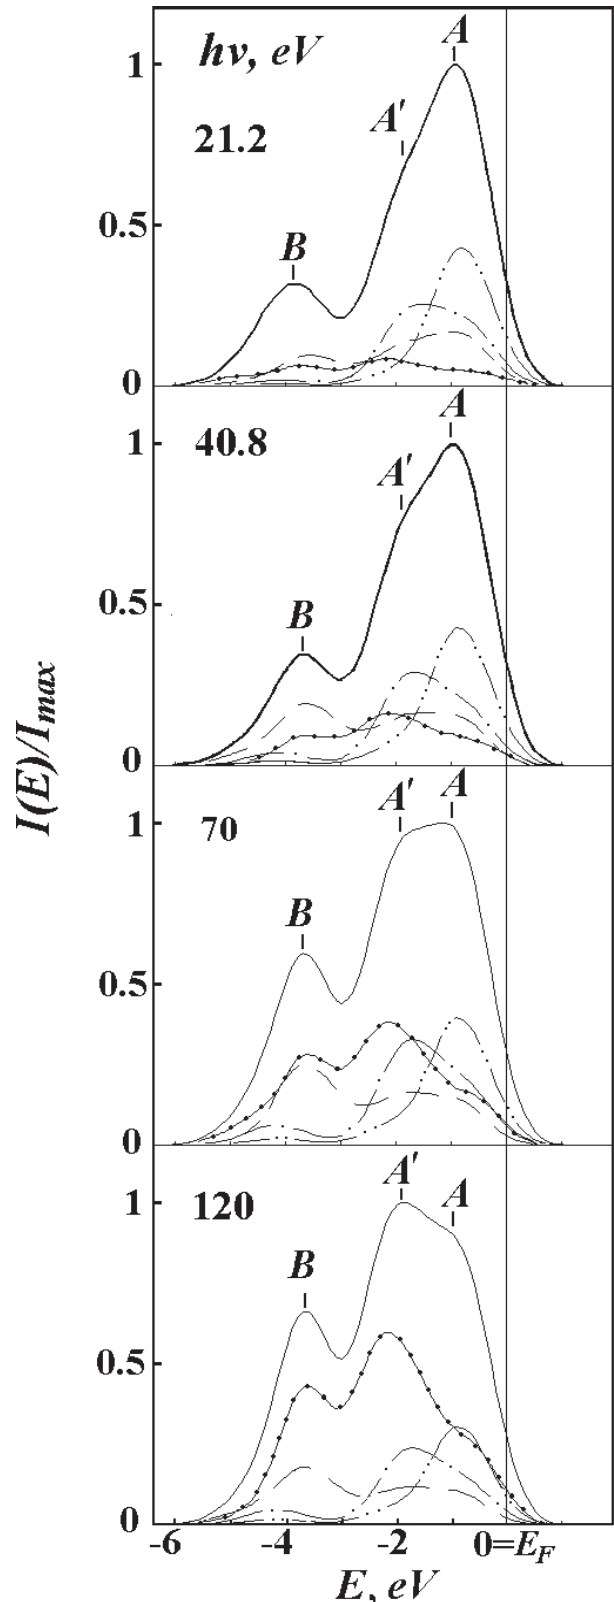 hν, eV
A
1
A'
21.2
B
0.5
0
A
1
40.8
A'
B
0.5
0
A' A
1
70
B
0.5
0
A'
A
1
120
B
0.5
0
I(E)/Imax
-6 -4 -2 0=EF
E, eV